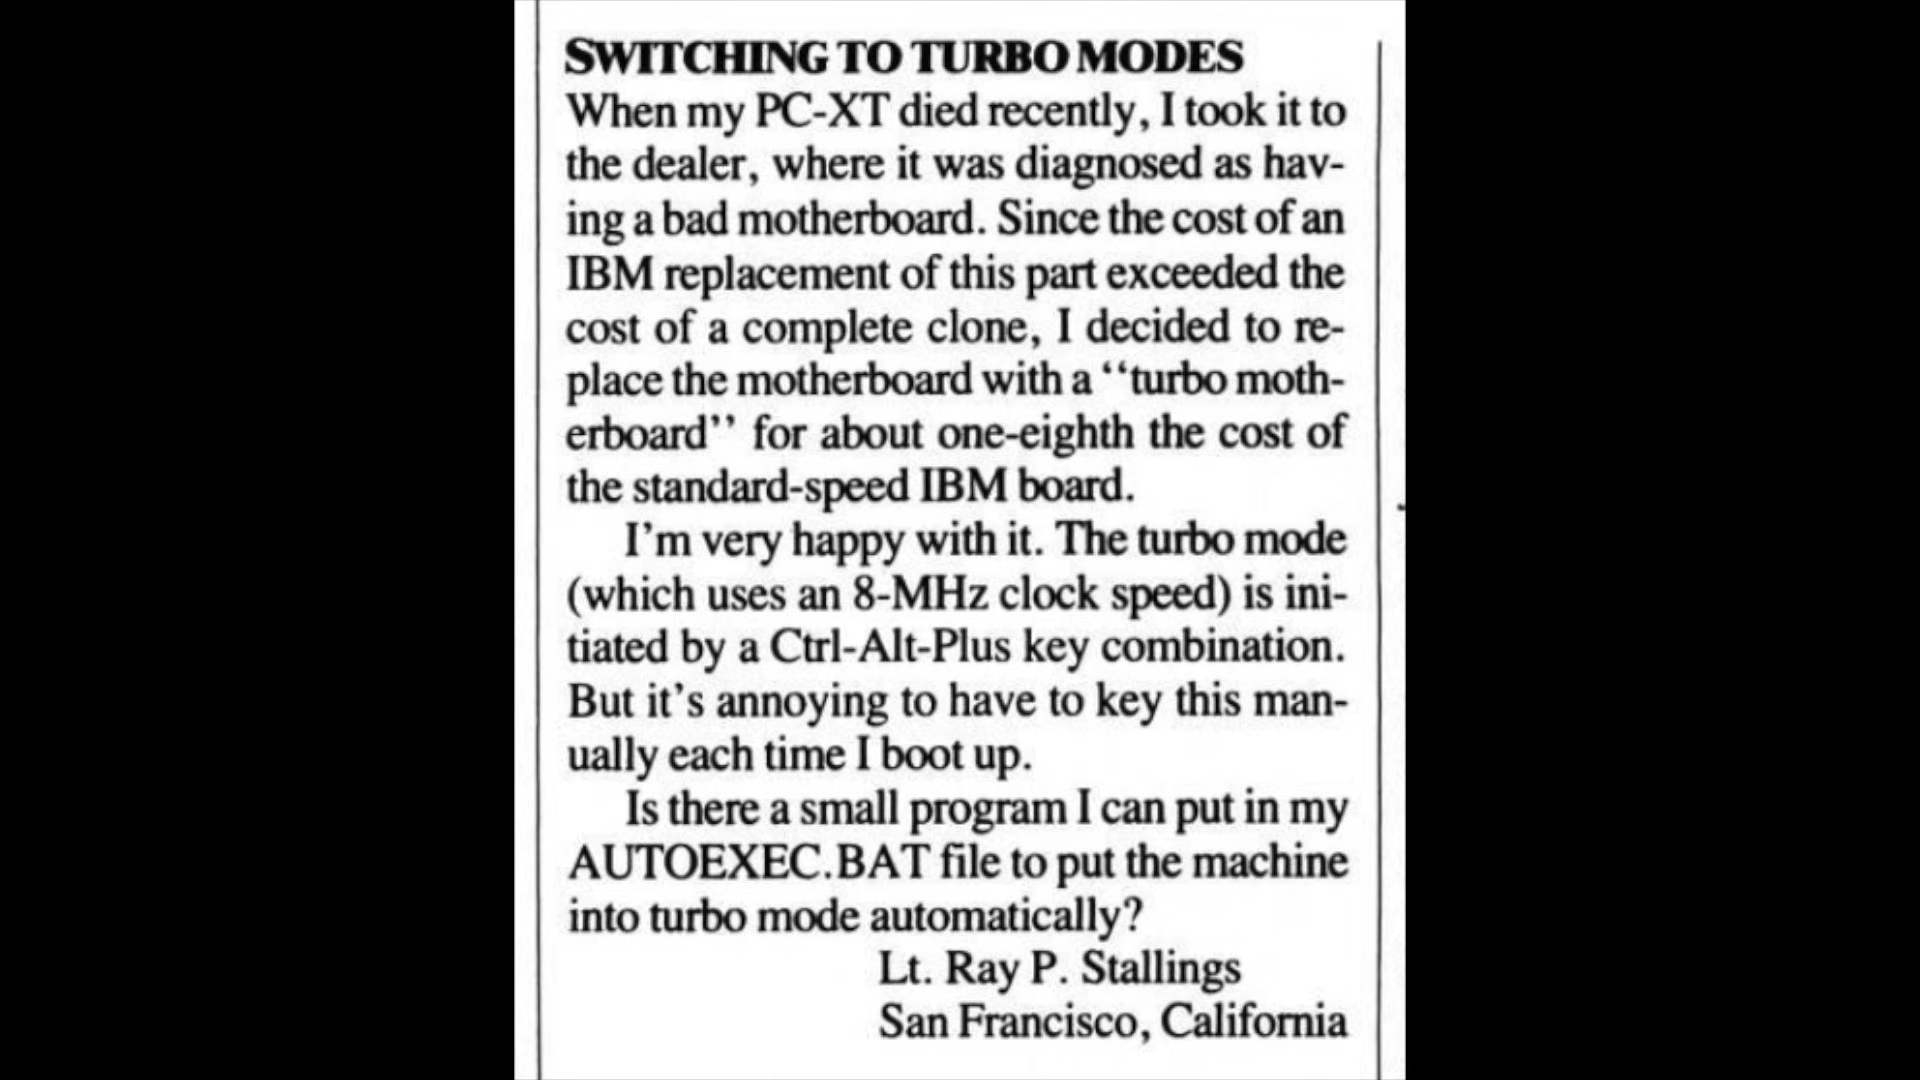 SWITCHING TO TURBO MODES
When my PC-XT died recently, I took it to
the dealer, where it was diagnosed as hav-
ing a bad motherboard. Since the cost of an
IBM replacement of this part exceeded the
cost of a complete clone, I decided to re-
place the motherboard with a ‘‘turbo moth-
erboard’’ for about one-eighth the cost of
the standard-speed IBM board.
I’m very happy with it. The turbo mode
(which uses an 8-MHz clock speed) is ini-
tiated by a Ctrl-Alt-Plus key combination.
But it’s annoying to have to key this man-
ually each time I boot up.
Is there a small program I can put in my
AUTOEXEC.BAT file to put the machine
into turbo mode automatically?
Lt. Ray P. Stallings
San Francisco, California